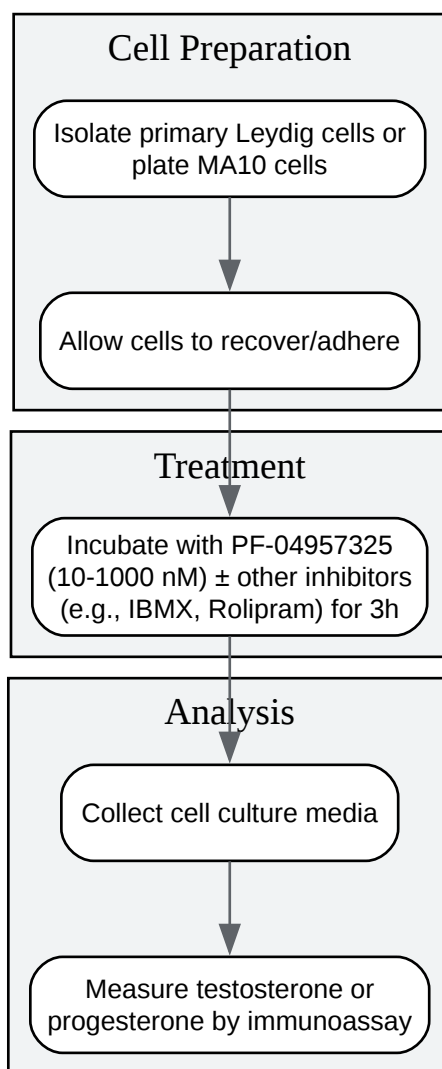 Cell Preparation
Isolate primary Leydig cells or
plate MA10 cells
Allow cells to recover/adhere
Treatment
Incubate with PF-04957325
(10-1000 nM) ± other inhibitors
(e.g., IBMX, Rolipram) for 3h
Analysis
Collect cell culture media
Measure testosterone or
progesterone by immunoassay